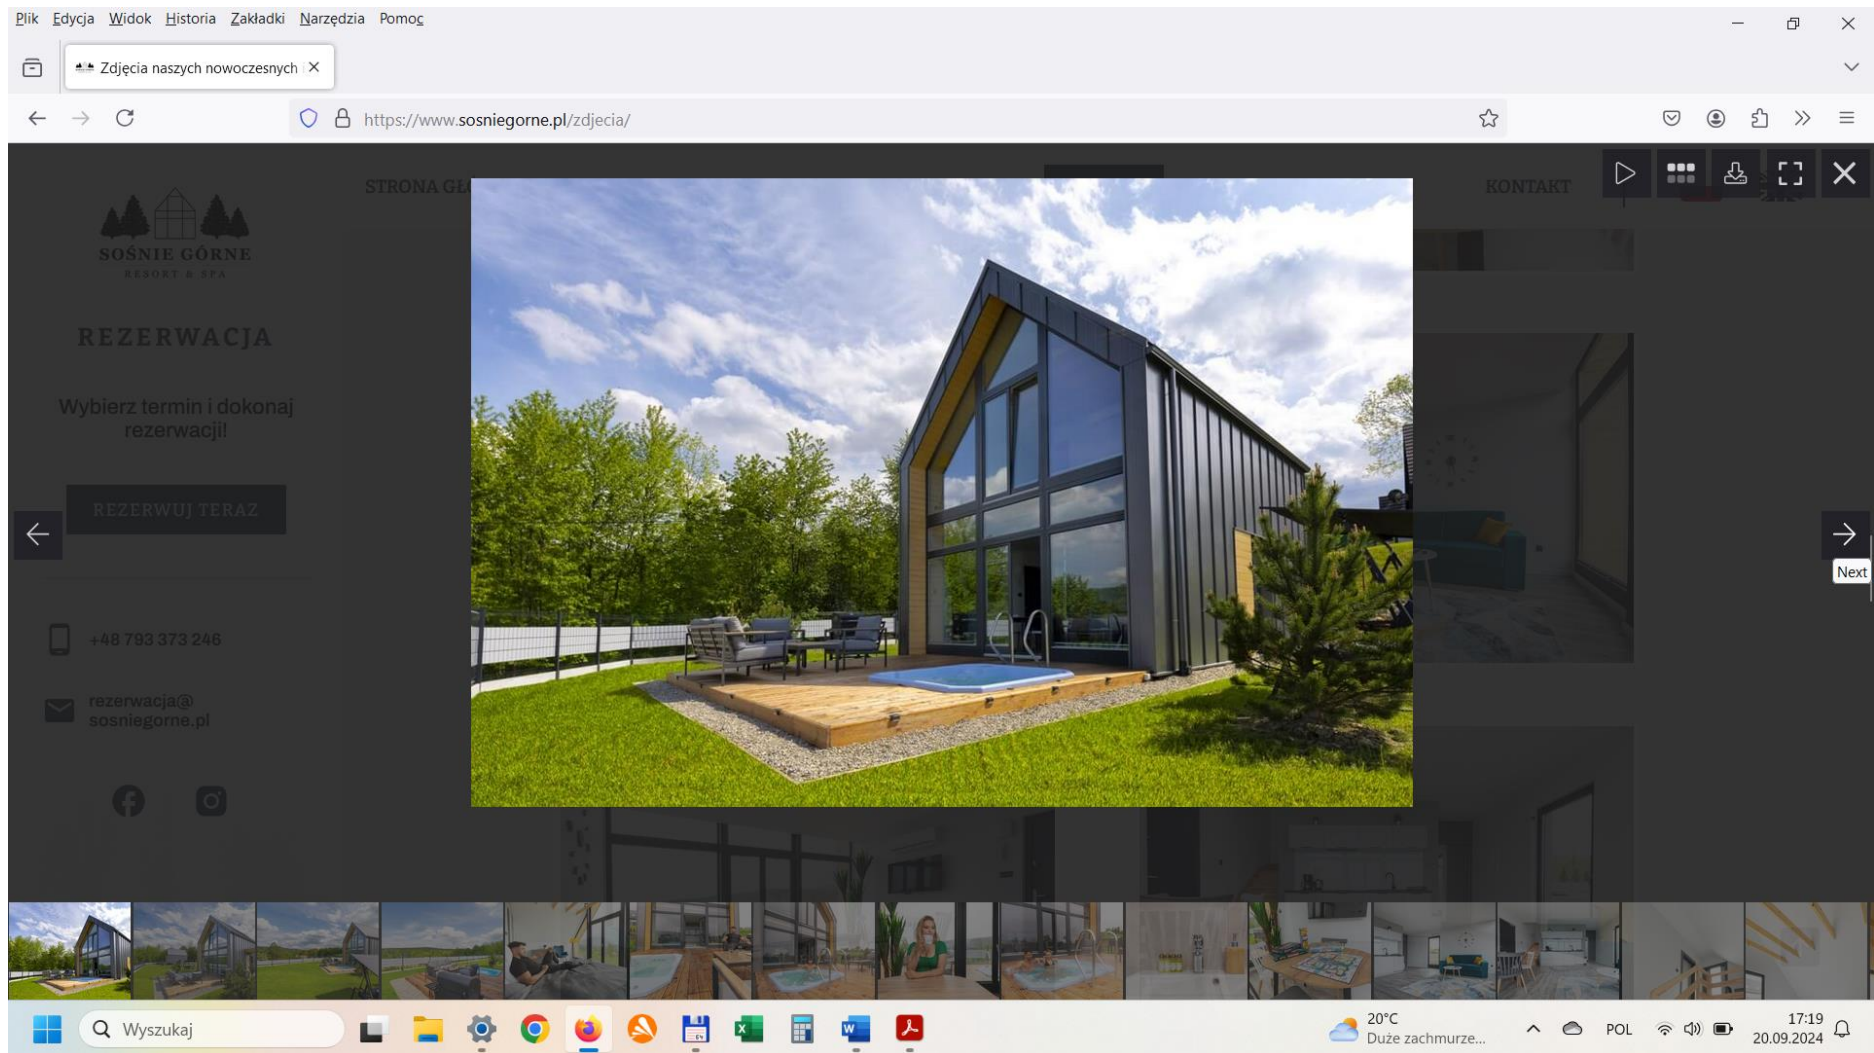 Plik Edycja Widok Historia Zakładki Narzędzia Pomoc
Zdjęcia naszych nowoczesnych
https://www.sosniegorne.pl/zdjecia/
STRONA GŁ
KONTAKT
SOŚNIE GÓRNE
RESORT & SPA
REZERWACJA
Wybierz termin i dokonaj
rezerwacji!
REZERWUJ TERAZ
Next
+48 793 373 246
rezerwacja@
sosniegorne.pl
Wyszukaj
20°C
Duże zachmurze...
POL
17:19
20.09.2024